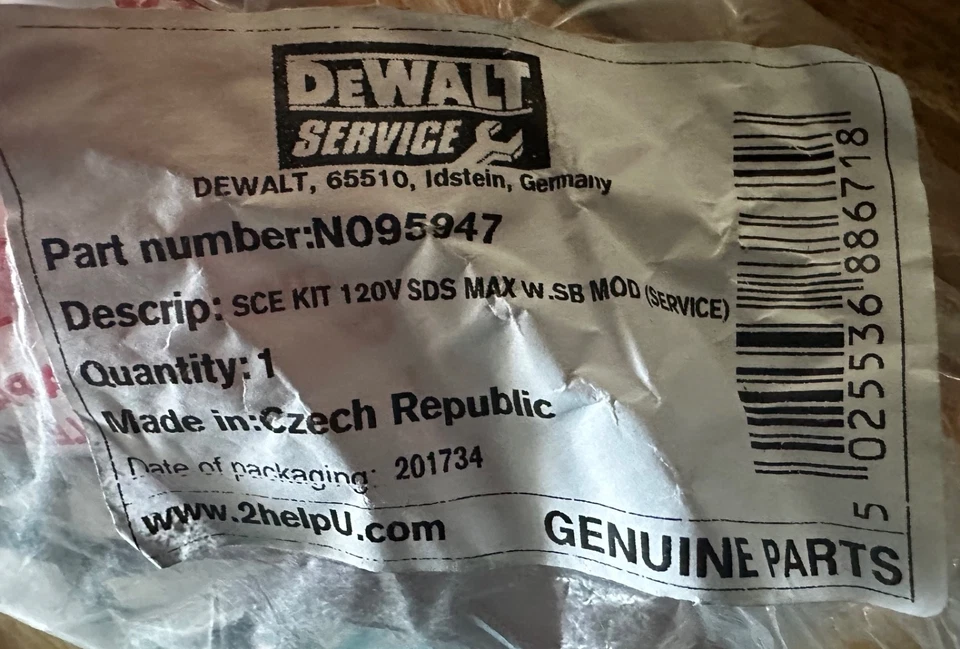 DEWALT
SERVICE
DEWALT, 65510, Idstein, Germany
Part number:N095947
Descrip: SCE KIT 120V SDS MAX W.SB MOD (SERVICE)
Quantity: 1
Made in:Czech Republic
Date of packaging: 201734
www.2helpU.com
GENUINE PARTS
5 025536 886718